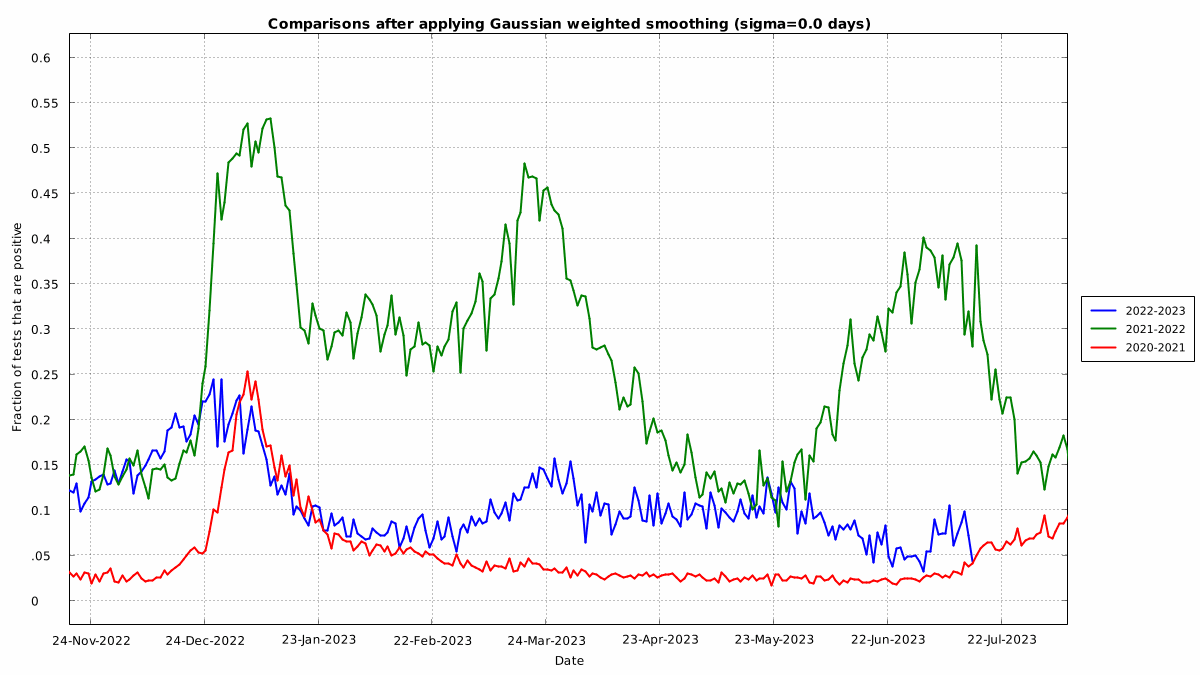 Comparisons after applying Gaussian weighted smoothing (sigma=0.0 days)
Fraction of tests that are positive
0.6
0.55
0.5
0.45
0.4
0.35
0.3
0.25
0.2
0.15
0.1
.05
0
24-Nov-2022
24-Dec-2022
23-Jan-2023
22-Feb-2023
24-Mar-2023
23-Apr-2023
23-May-2023
22-Jun-2023
22-Jul-2023
Date
2022-2023
2021-2022
2020-2021